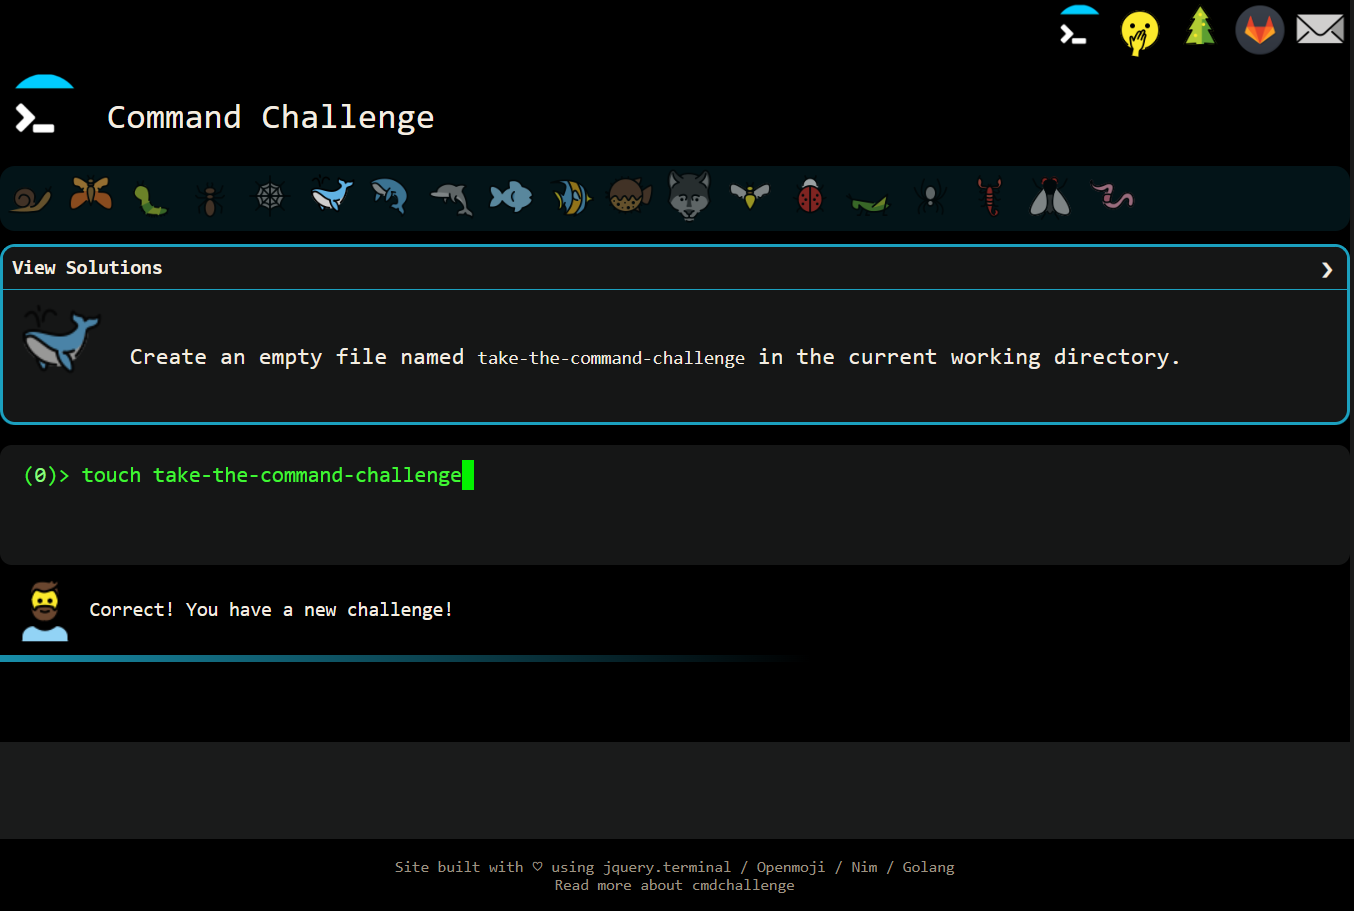 Command Challenge
View Solutions
Create an empty file named take-the-command-challenge in the current working directory.
(0)> touch take-the-command-challenge
Correct! You have a new challenge!
Site built with ♡ using jquery.terminal / Openmoji / Nim / Golang
Read more about cmdchallenge